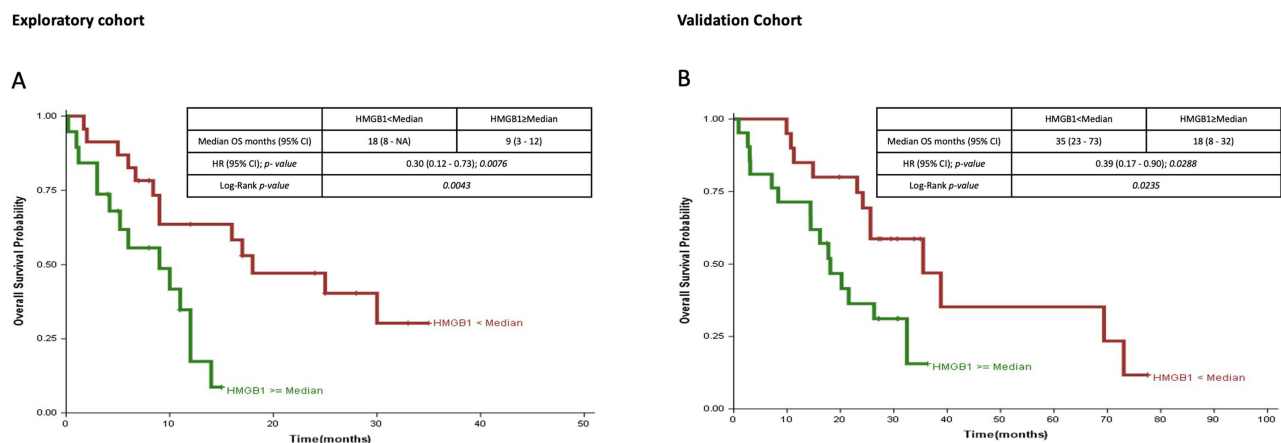 Exploratory cohort
Validation Cohort
A
HMGB1<Median HMGB1≥Median
Median OS months (95% CI) 18 (8 - NA) 9 (3 - 12)
HR (95% CI); p- value 0.30 (0.12 - 0.73); 0.0076
Log-Rank p-value 0.0043
Overall Survival Probability
1.00
0.75
0.50
0.25
0.00
HMGB1 < Median
HMGB1 >= Median
0 10 20 30 40 50
Time(months)
B
HMGB1<Median HMGB1≥Median
Median OS months (95% CI) 35 (23 - 73) 18 (8 - 32)
HR (95% CI); p-value 0.39 (0.17 - 0.90); 0.0288
Log-Rank p-value 0.0235
Overall Survival Probability
1.00
0.75
0.50
0.25
0.00
HMGB1 >= Median
HMGB1 < Median
0 10 20 30 40 50 60 70 80 90 100
Time(months)